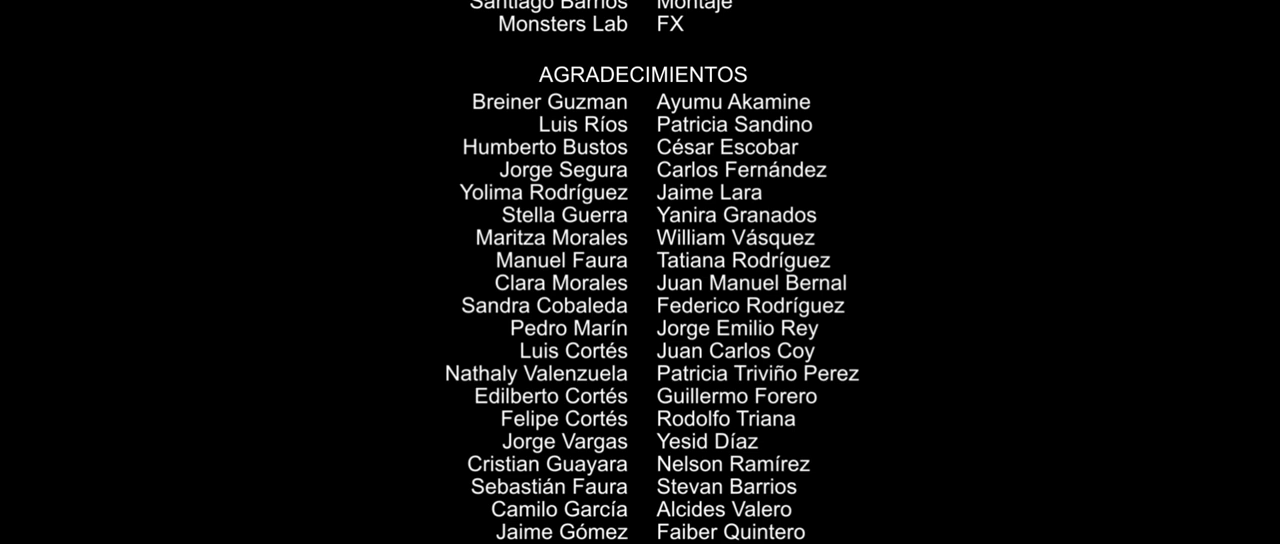 Santiago Barrios Montaje
Monsters Lab FX
AGRADECIMIENTOS
Breiner Guzman Ayumu Akamine
Luis Ríos Patricia Sandino
Humberto Bustos César Escobar
Jorge Segura Carlos Fernández
Yolima Rodríguez Jaime Lara
Stella Guerra Yanira Granados
Maritza Morales William Vásquez
Manuel Faura Tatiana Rodríguez
Clara Morales Juan Manuel Bernal
Sandra Cobaleda Federico Rodríguez
Pedro Marín Jorge Emilio Rey
Luis Cortés Juan Carlos Coy
Nathaly Valenzuela Patricia Triviño Perez
Edilberto Cortés Guillermo Forero
Felipe Cortés Rodolfo Triana
Jorge Vargas Yesid Díaz
Cristian Guayara Nelson Ramírez
Sebastián Faura Stevan Barrios
Camilo García Alcides Valero
Jaime Gómez Faiber Quintero